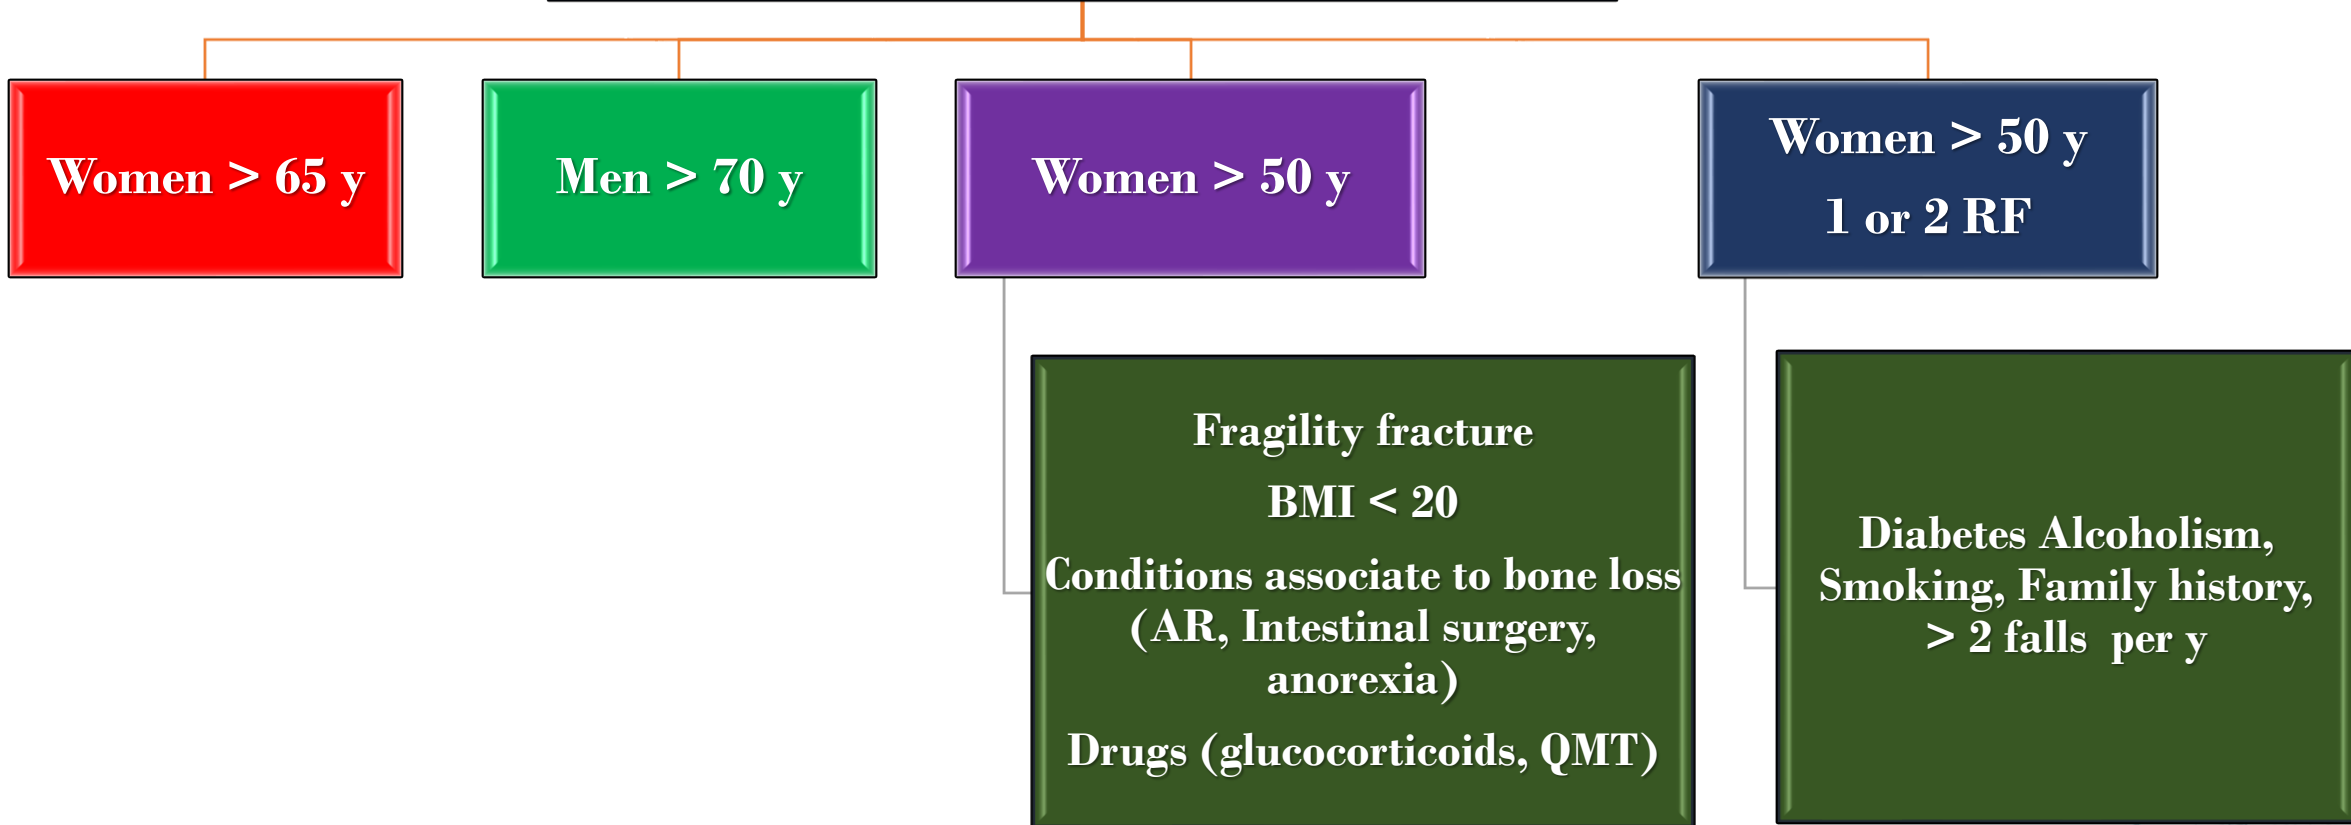 Women > 65 y
Men > 70 y
Women > 50 y
Women > 50 y
1 or 2 RF
Fragility fracture
BMI < 20
Conditions associate to bone loss
(AR, Intestinal surgery,
anorexia)
Drugs (glucocorticoids, QMT)
Diabetes Alcoholism,
Smoking, Family history,
> 2 falls  per y